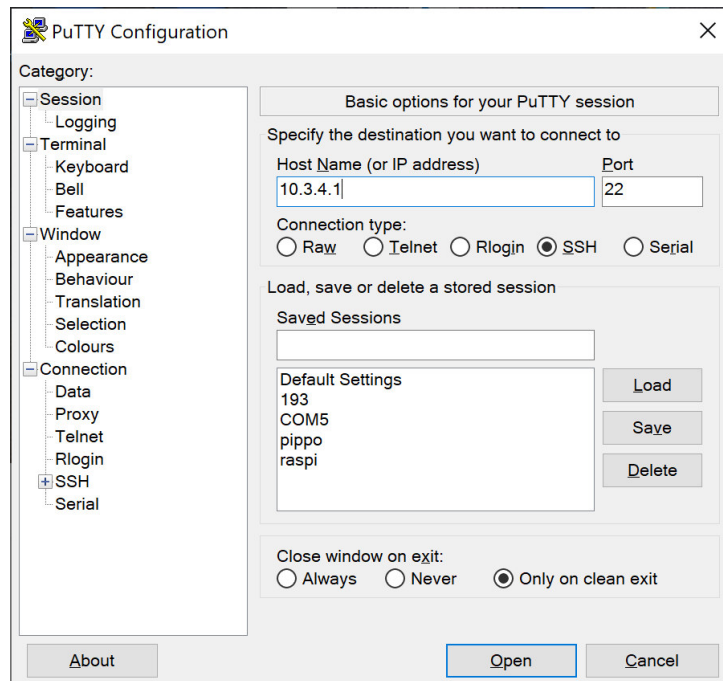 PuTTY Configuration
Category:
Session
Logging
Terminal
Keyboard
Bell
Features
Window
Appearance
Behaviour
Translation
Selection
Colours
Connection
Data
Proxy
Telnet
Rlogin
SSH
Serial
Basic options for your PuTTY session
Specify the destination you want to connect to
Host Name (or IP address) Port
10.3.4.1 22
Connection type:
Raw Telnet Rlogin SSH Serial
Load, save or delete a stored session
Saved Sessions
Default Settings
193
COM5
pippo
raspi
Load
Save
Delete
Close window on exit:
Always Never Only on clean exit
About Open Cancel